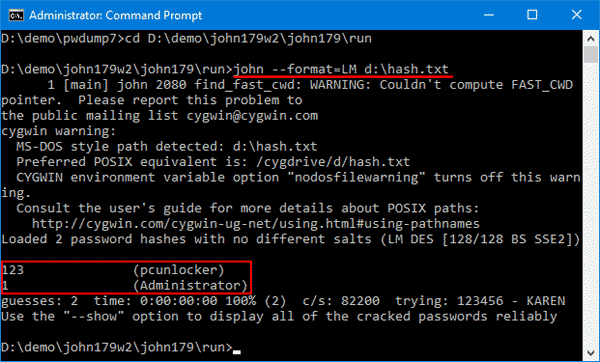 Administrator: Command Prompt
D:\demo\pwdump7>cd D:\demo\john179w2\john179\run
D:\demo\john179w2\john179\run>john --format=LM d:\hash.txt
1 [main] john 2080 find_fast_cwd: WARNING: Couldn't compute FAST_CWD
pointer.  Please report this problem to
the public mailing list cygwin@cygwin.com
cygwin warning:
MS-DOS style path detected: d:\hash.txt
Preferred POSIX equivalent is: /cygdrive/d/hash.txt
CYGWIN environment variable option "nodosfilewarning" turns off this warn
ing.
Consult the user's guide for more details about POSIX paths:
http://cygwin.com/cygwin-ug-net/using.html#using-pathnames
Loaded 2 password hashes with no different salts (LM DES [128/128 BS SSE2])
123              (pcunlocker)
1                (Administrator)
guesses: 2  time: 0:00:00:00 100% (2)  c/s: 82200  trying: 123456 - KAREN
Use the "--show" option to display all of the cracked passwords reliably
D:\demo\john179w2\john179\run>